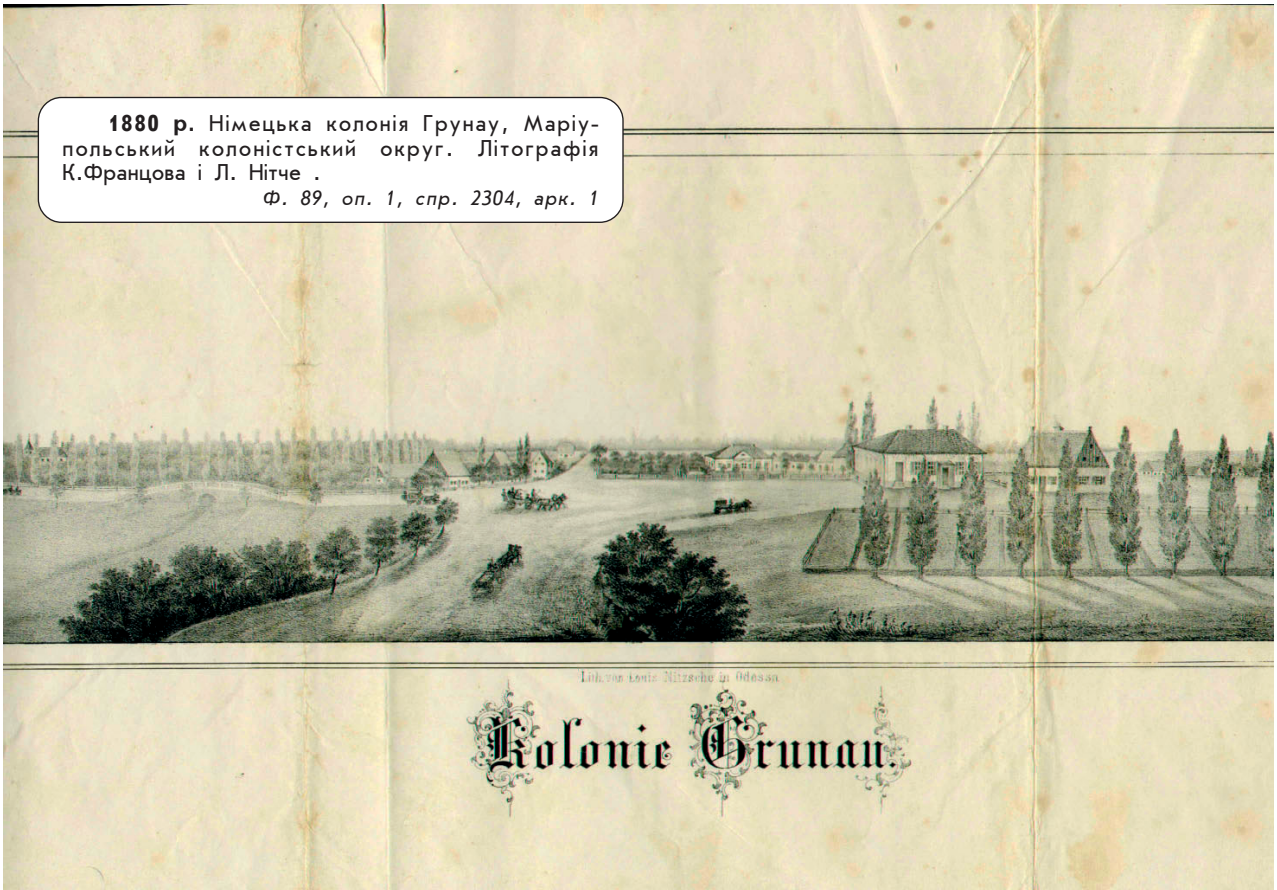 1880 р. Німецька колонія Грунау, Маріу-
польський колоністський округ. Літографія
К.Францова і Л. Нітче .
Ф. 89, оп. 1, спр. 2304, арк. 1
Lith. von Louis Nitzsche in Odessa
Kolonie Grunau.